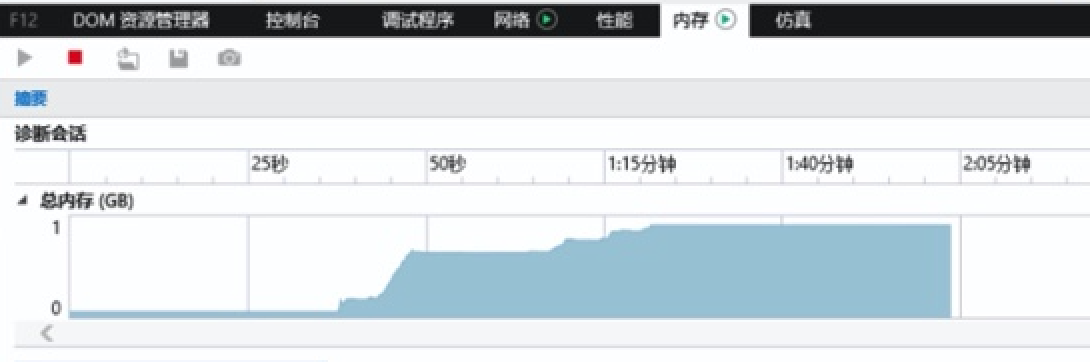 F12 DOM 资源管理器 控制台 调试程序 网络 性能 内存 仿真
摘要
诊断会话
25秒 50秒 1:15分钟 1:40分钟 2:05分钟
总内存 (GB)
1
0